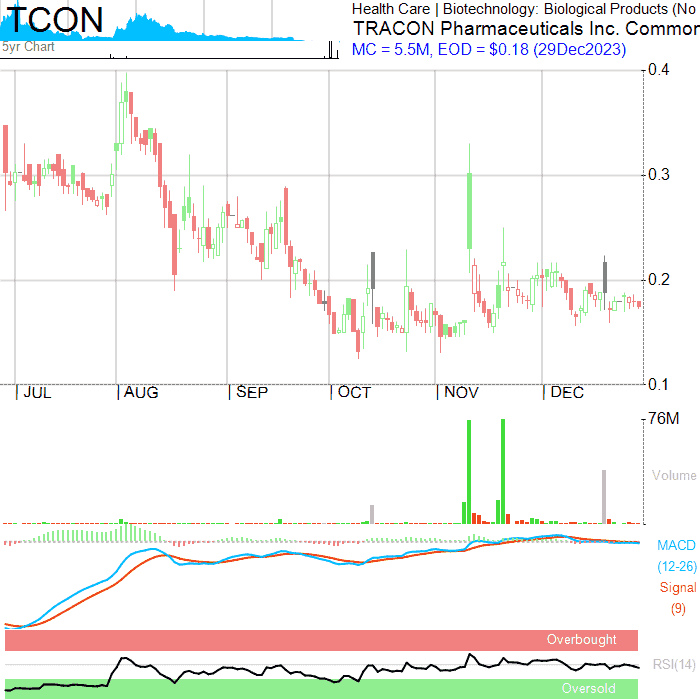 TCON
Health Care | Biotechnology: Biological Products (No
TRACON Pharmaceuticals Inc. Common
5yr Chart
MC = 5.5M, EOD = $0.18 (29Dec2023)
0.4
0.3
0.2
0.1
JUL AUG SEP OCT NOV DEC
76M
Volume
MACD
(12-26)
Signal
(9)
Overbought
RSI(14)
Oversold